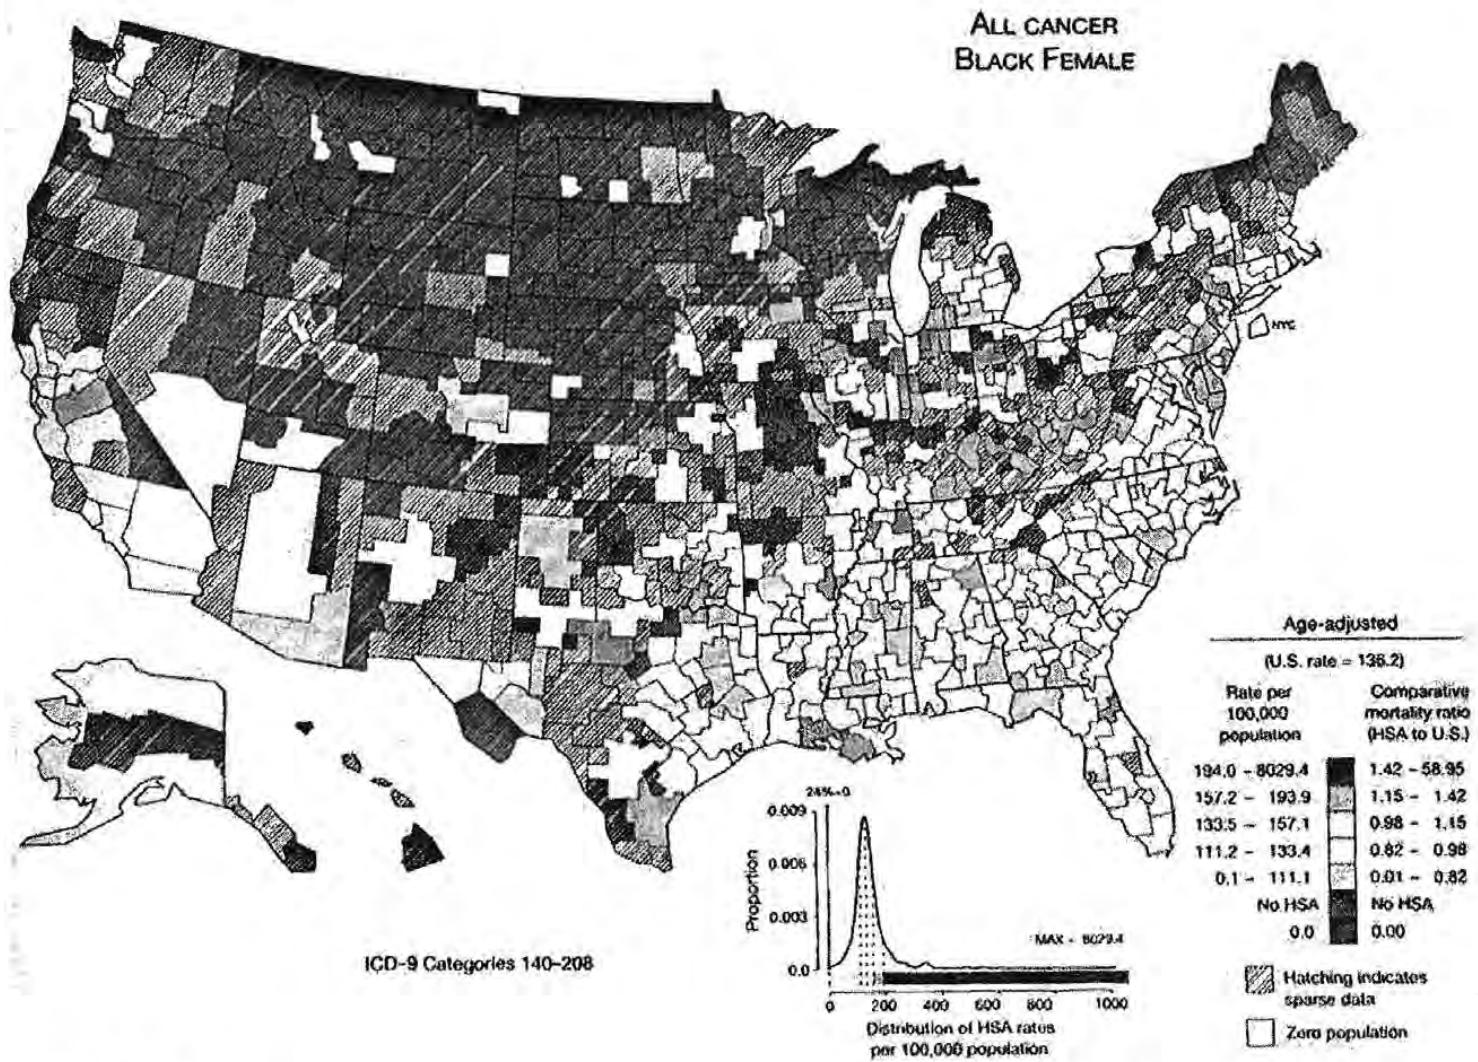 ALL CANCER
BLACK FEMALE
NYC
Age-adjusted
(U.S. rate = 136.2)
Rate per
100,000
population
Comparative
mortality ratio
(HSA to U.S.)
194.0 - 8029.4
1.42 - 58.95
157.2 - 193.9
1.15 - 1.42
133.5 - 157.1
0.98 - 1.15
111.2 - 133.4
0.82 - 0.98
0.1 - 111.1
0.01 - 0.82
No HSA
No HSA
0.0
0.00
Hatching indicates
sparse data
Zero population
24%=0
0.009
0.006
0.003
0.0
Proportion
MAX = 8029.4
0
200
400
600
800
1000
Distribution of HSA rates
per 100,000 population
ICD-9 Categories 140-208